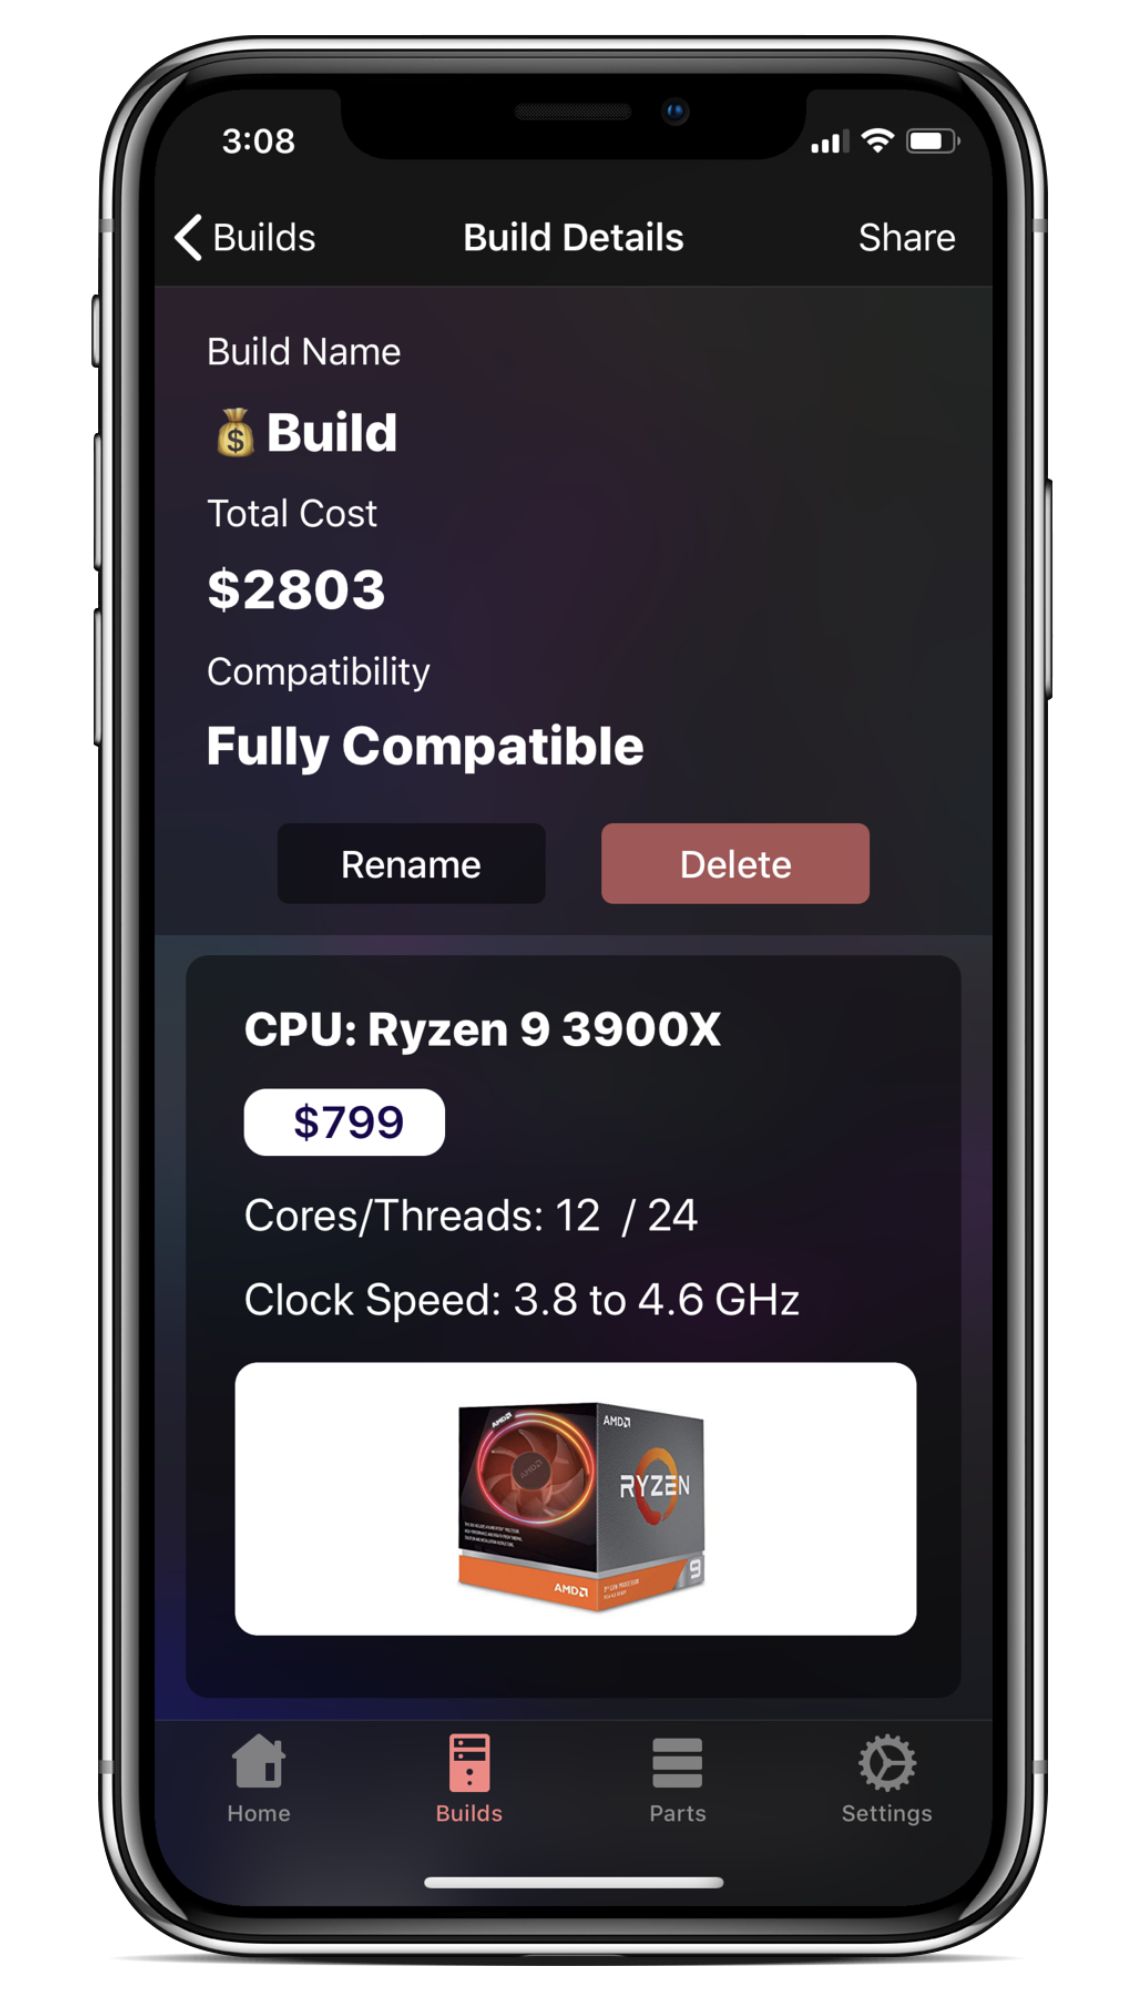 3:08
Builds
Build Details
Share
Build Name
💰Build
Total Cost
$2803
Compatibility
Fully Compatible
Rename
Delete
CPU: Ryzen 9 3900X
$799
Cores/Threads: 12 / 24
Clock Speed: 3.8 to 4.6 GHz
AMD
AMD
AMD
RYZEN
9
AMD
Home
Builds
Parts
Settings